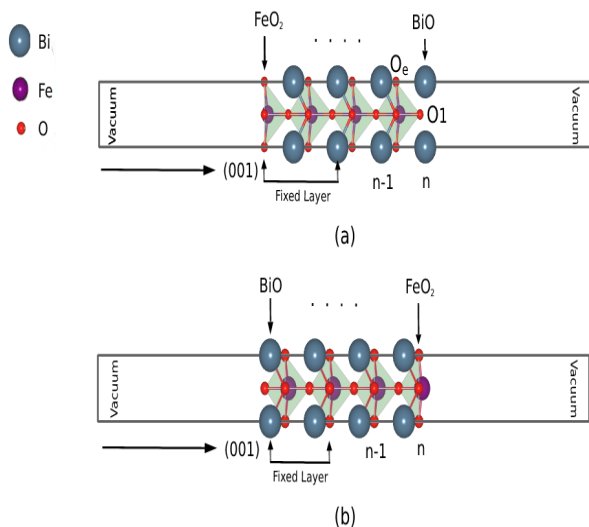 Bi
Fe
O
FeO₂
. . . .
BiO
Oₑ
O1
Vacuum
Vacuum
(001)
Fixed Layer
n-1
n
(a)
BiO
. . . .
FeO₂
Vacuum
Vacuum
(001)
Fixed Layer
n-1
n
(b)